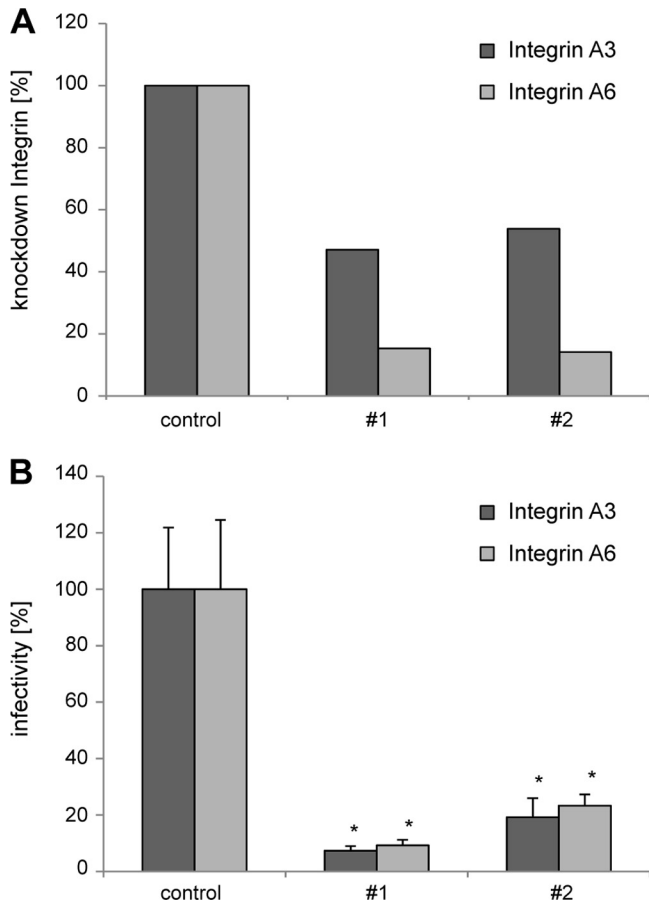 A
knockdown Integrin [%]
120
100
80
60
40
20
0
Integrin A3
Integrin A6
control #1 #2
B
infectivity [%]
140
120
100
80
60
40
20
0
Integrin A3
Integrin A6
* * * *
control #1 #2